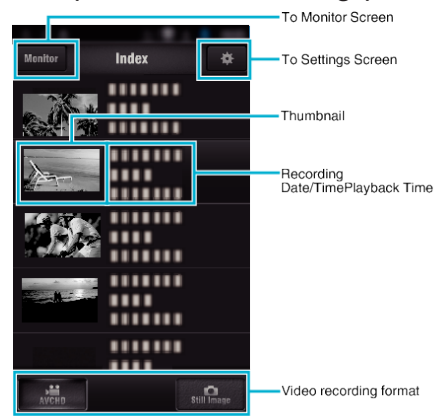 To Monitor Screen
Monitor
Index
To Settings Screen
Thumbnail
Recording
Date/TimePlayback Time
AVCHD
Still Image
Video recording format